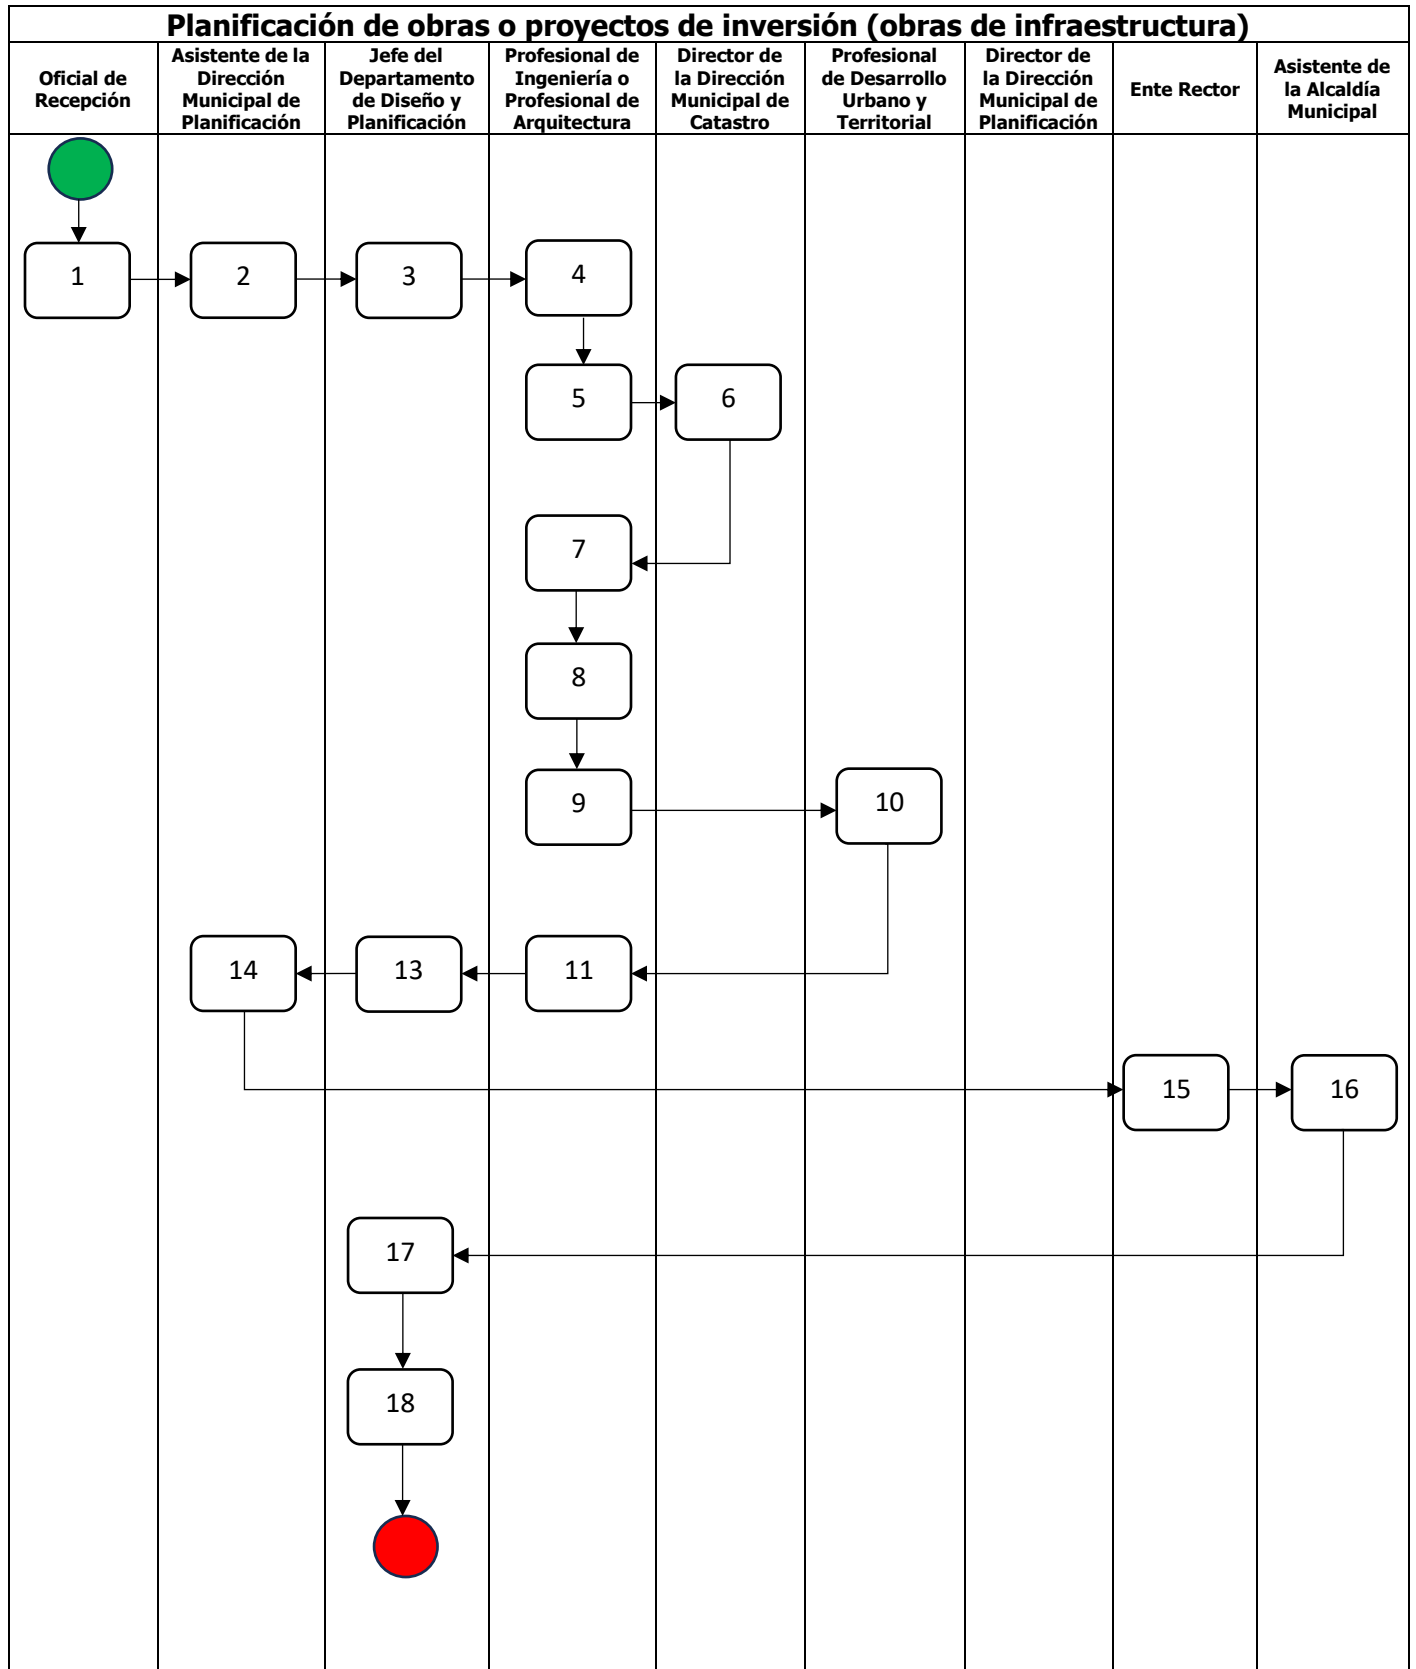 Planificación de obras o proyectos de inversión (obras de infraestructura)
Oficial de
Recepción
Asistente de la
Dirección
Municipal de
Planificación
Jefe del
Departamento
de Diseño y
Planificación
Profesional de
Ingeniería o
Profesional de
Arquitectura
Director de
la Dirección
Municipal de
Catastro
Profesional
de Desarrollo
Urbano y
Territorial
Director de
la Dirección
Municipal de
Planificación
Ente Rector
Asistente de
la Alcaldía
Municipal
1
2
3
4
5
6
7
8
9
10
14
13
11
15
16
17
18